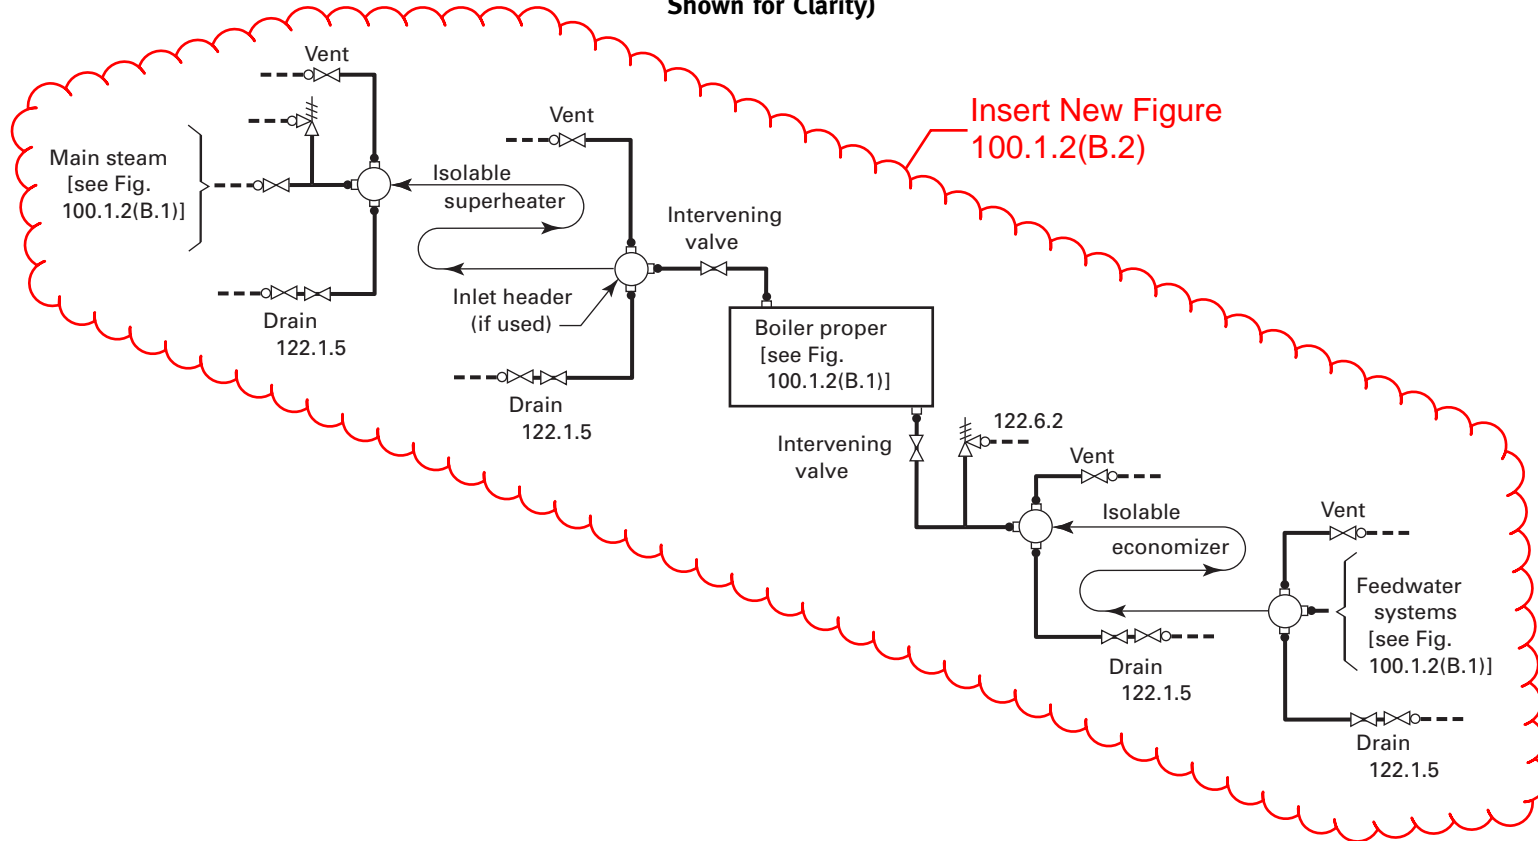 Shown for Clarity)
Insert New Figure
100.1.2(B.2)
Vent
Main steam
[see Fig.
100.1.2(B.1)]
Drain
122.1.5
Isolable
superheater
Vent
Inlet header
(if used)
Drain
122.1.5
Intervening
valve
Boiler proper
[see Fig.
100.1.2(B.1)]
Intervening
valve
122.6.2
Vent
Isolable
economizer
Drain
122.1.5
Vent
Feedwater
systems
[see Fig.
100.1.2(B.1)]
Drain
122.1.5